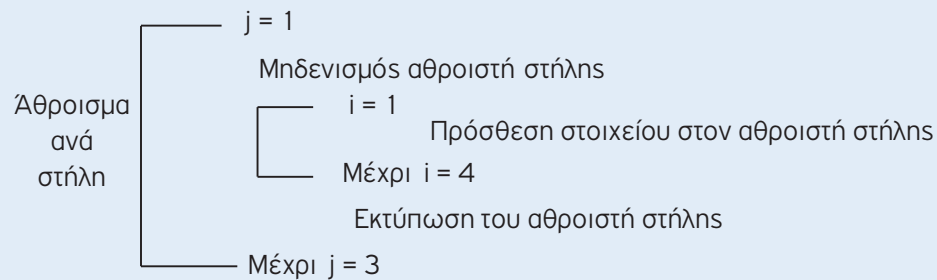 j = 1
Μηδενισμός αθροιστή στήλης
Άθροισμα
ανά
στήλη
i = 1
Πρόσθεση στοιχείου στον αθροιστή στήλης
Μέχρι i = 4
Εκτύπωση του αθροιστή στήλης
Μέχρι j = 3